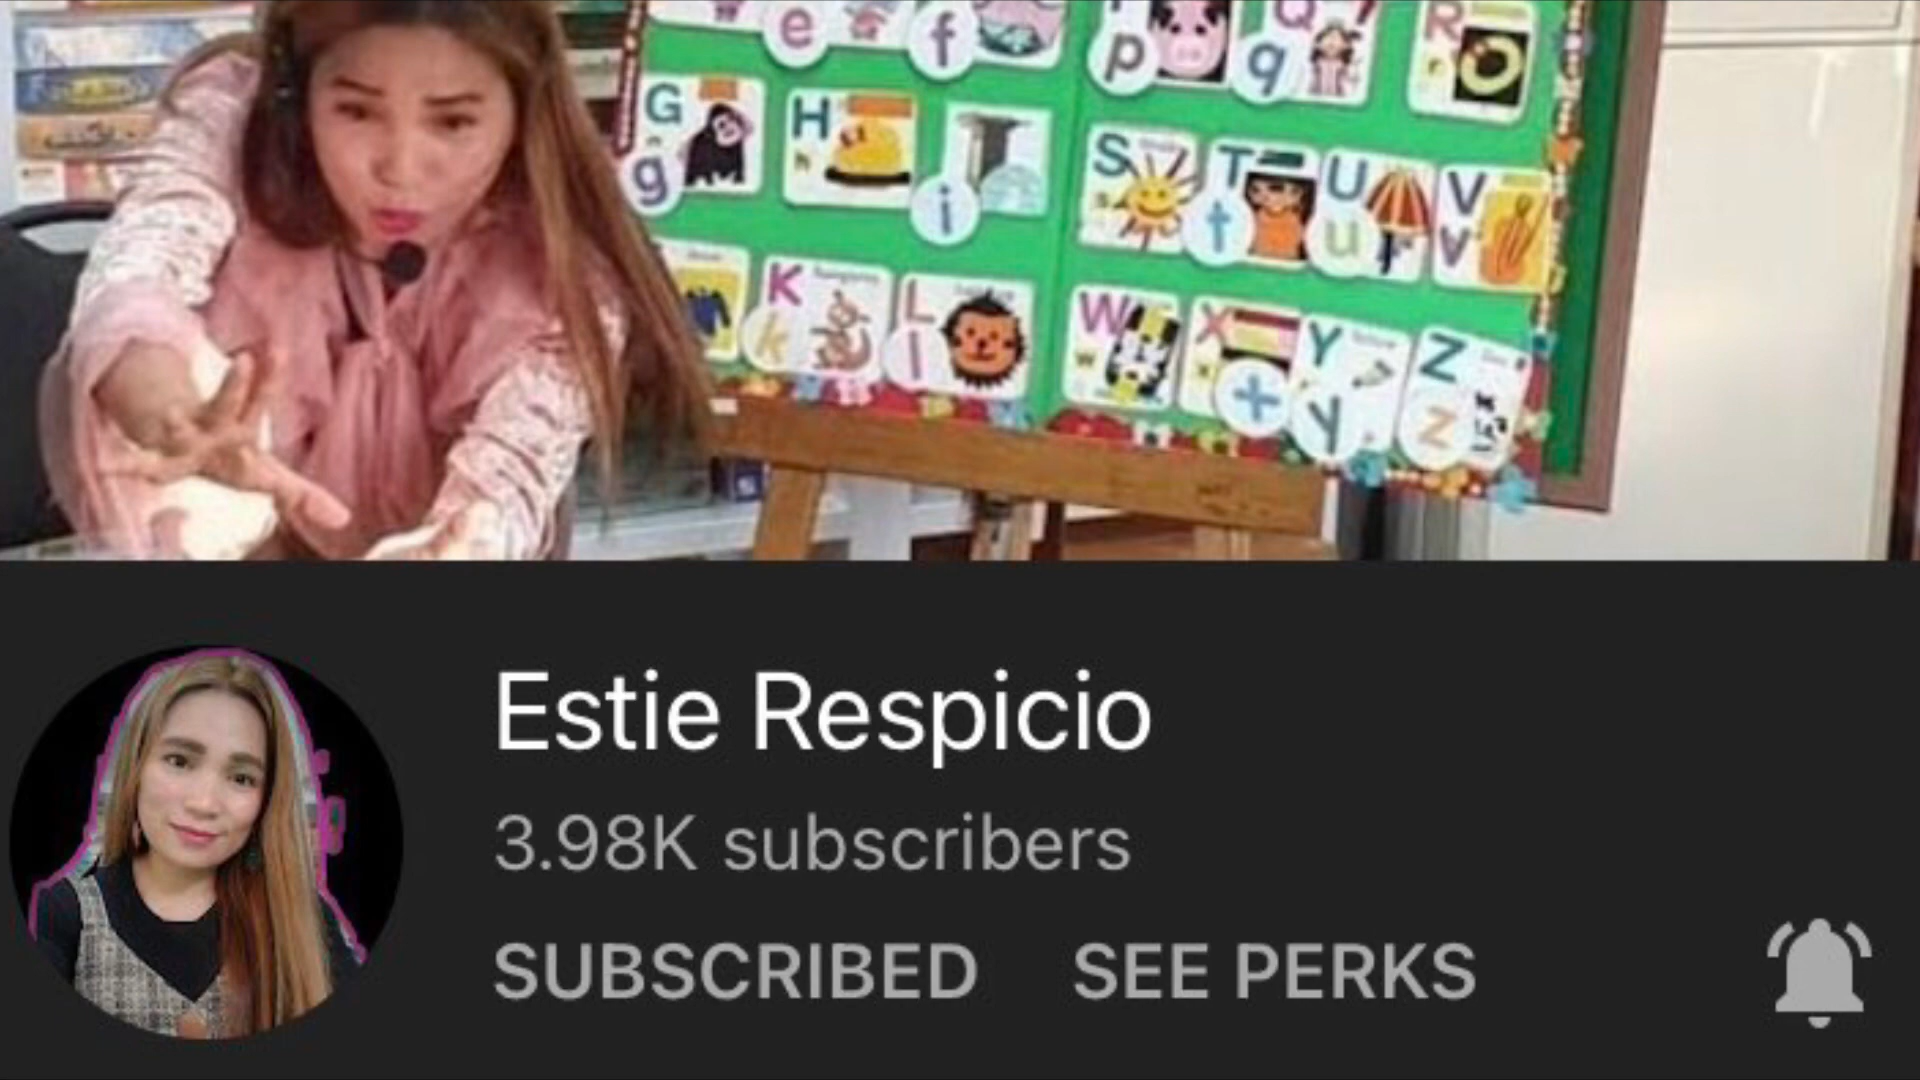 e f p q Q R
G g H i S T t U u V v
K k L l W w X + Y y Z z
Estie Respicio
3.98K subscribers
SUBSCRIBED SEE PERKS